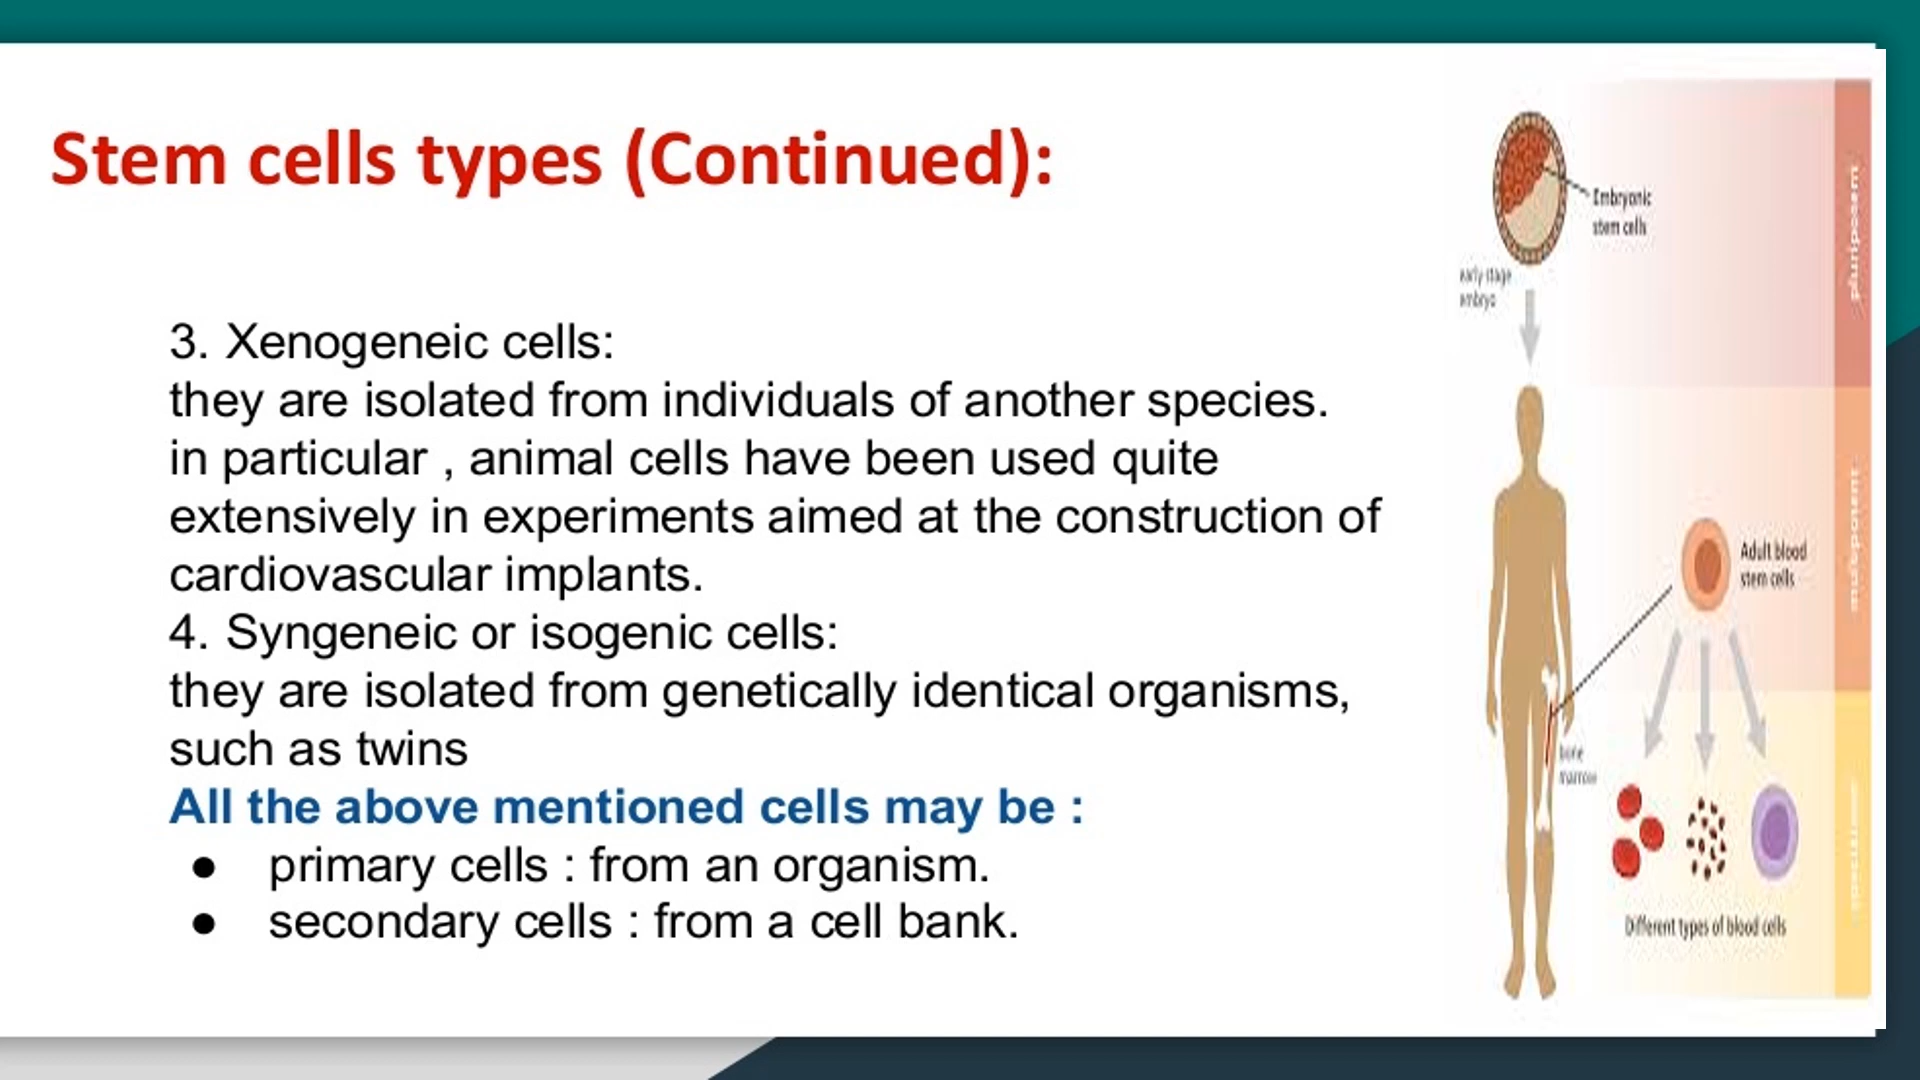 Stem cells types (Continued):
3. Xenogeneic cells:
they are isolated from individuals of another species.
in particular , animal cells have been used quite
extensively in experiments aimed at the construction of
cardiovascular implants.
4. Syngeneic or isogenic cells:
they are isolated from genetically identical organisms,
such as twins
All the above mentioned cells may be :
● primary cells : from an organism.
● secondary cells : from a cell bank.
Embryonic
stem cells
early stage
embryo
Adult blood
stem cells
bone
marrow
Different types of blood cells
pluripotent